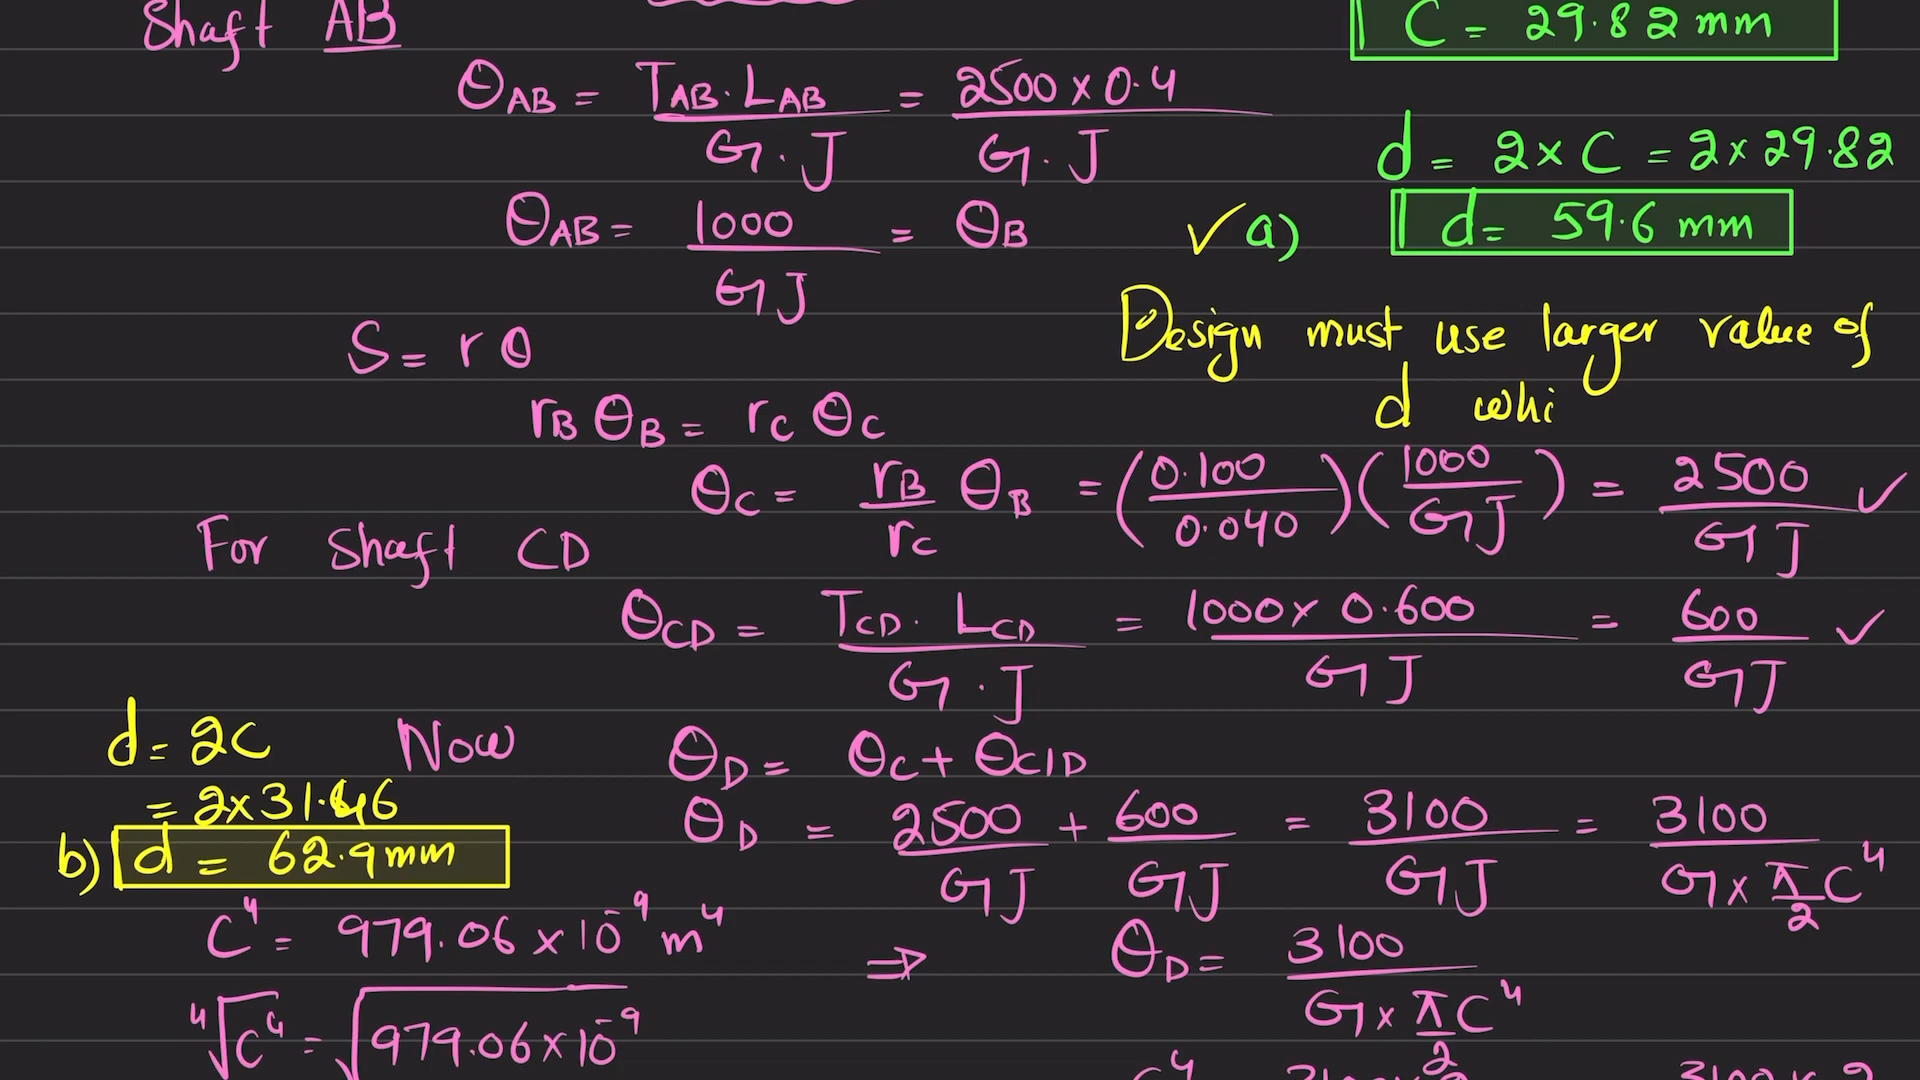 Shaft AB
C = 29.82 mm
θAB = TAB·LAB / G·J = 2500 × 0.4 / G·J
d = 2 × C = 2 × 29.82
θAB = 1000 / GJ = θB
✓ a) d = 59.6 mm
S = r θ
Design must use larger value of
d whi
rB θB = rC θC
θC = rB / rC θB = (0.100 / 0.040) (1000 / GJ) = 2500 / GJ ✓
For Shaft CD
θCD = TCD · LCD / G·J = 1000 × 0.600 / GJ = 600 / GJ ✓
d = 2C
= 2 × 31.46
b) d = 62.9 mm
Now θD = θC + θC/D
θD = 2500 / GJ + 600 / GJ = 3100 / GJ = 3100 / G × π/2 C⁴
C⁴ = 979.06 × 10⁻⁹ m⁴
⇒ θD = 3100 / G × π/2 C⁴
⁴√C⁴ = √979.06 × 10⁻⁹